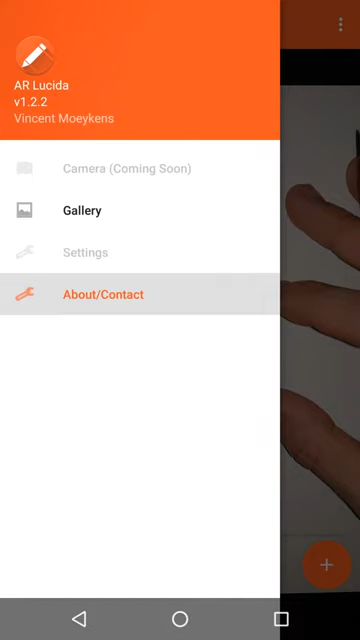 AR Lucida
v1.2.2
Vincent Moeykens
Camera (Coming Soon)
Gallery
Settings
About/Contact